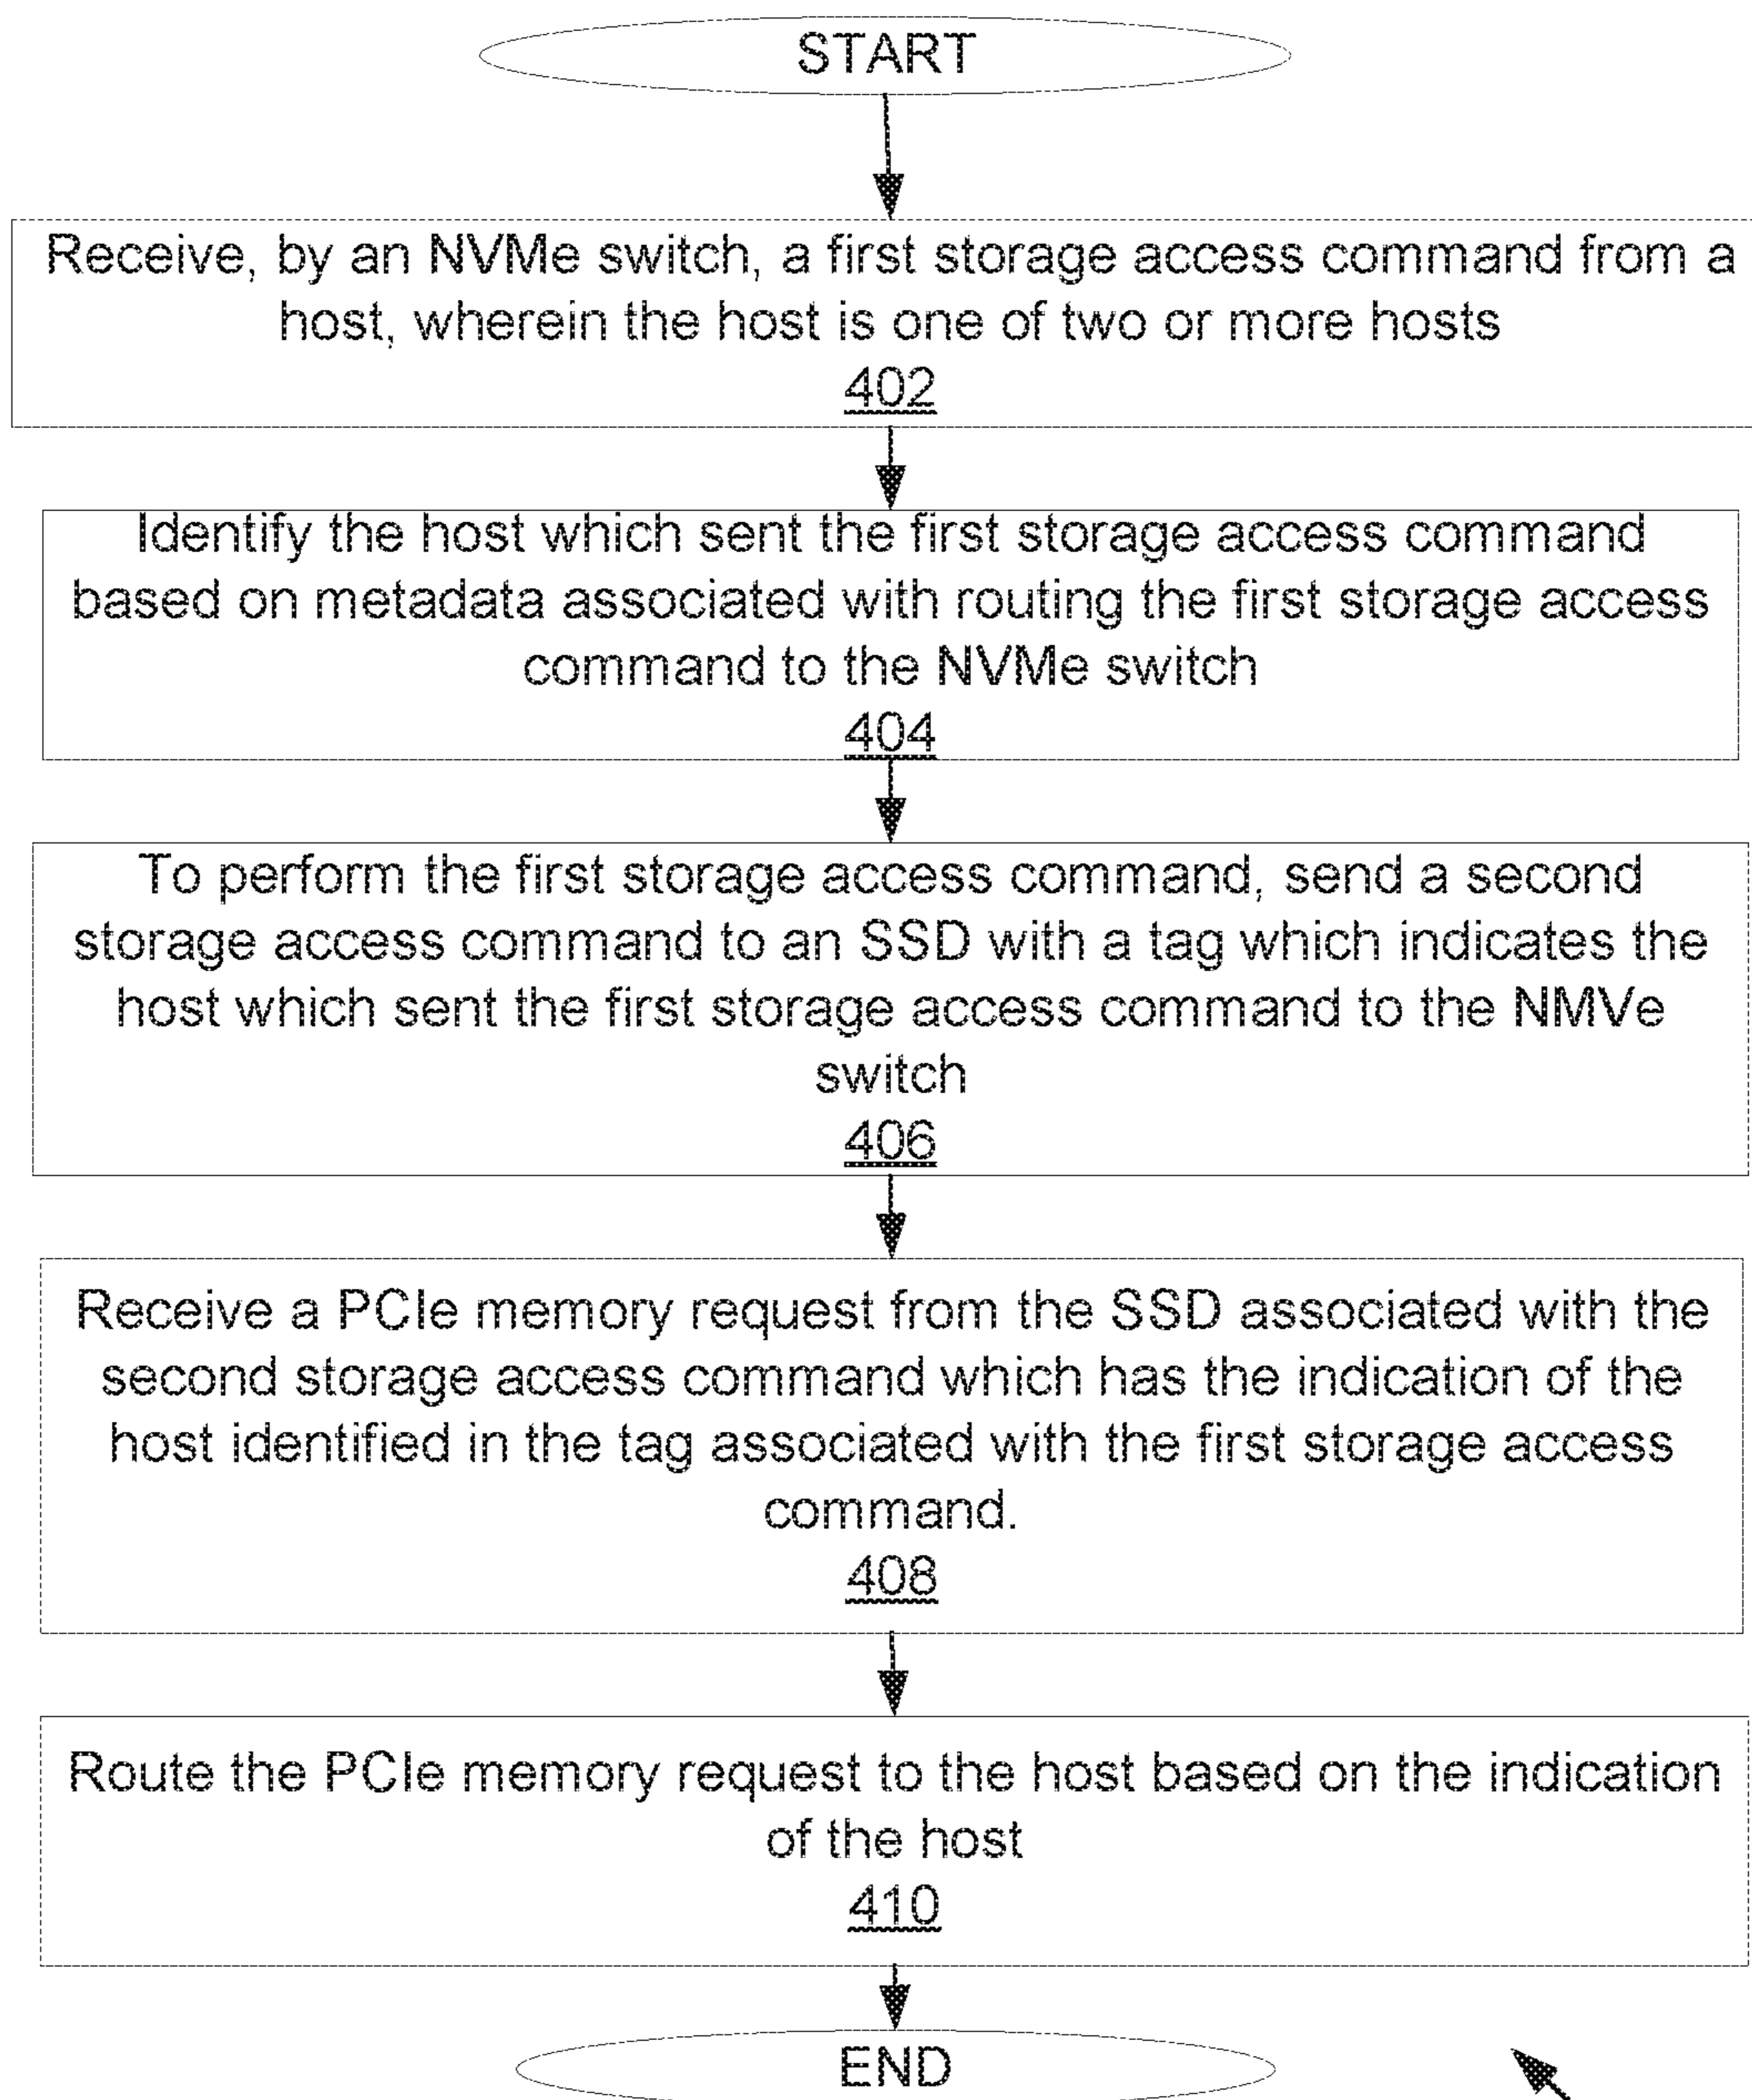 START
Receive, by an NVMe switch, a first storage access command from a
host, wherein the host is one of two or more hosts
402
Identify the host which sent the first storage access command
based on metadata associated with routing the first storage access
command to the NVMe switch
404
To perform the first storage access command, send a second
storage access command to an SSD with a tag which indicates the
host which sent the first storage access command to the NMVe
switch
406
Receive a PCIe memory request from the SSD associated with the
second storage access command which has the indication of the
host identified in the tag associated with the first storage access
command.
408
Route the PCIe memory request to the host based on the indication
of the host
410
END